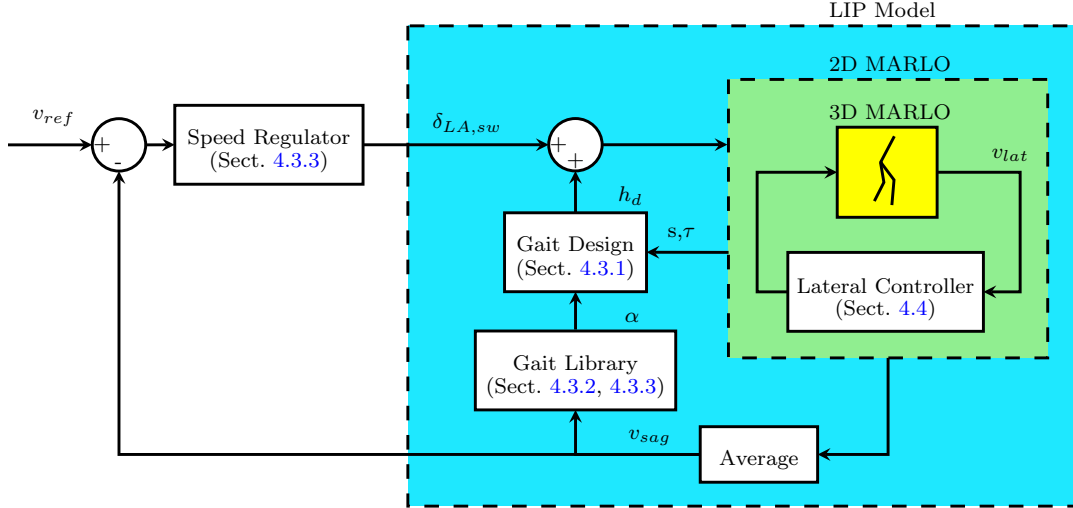 LIP Model
2D MARLO
3D MARLO
v_ref
+
-
Speed Regulator
(Sect. 4.3.3)
δ_LA,sw
+
+
v_lat
h_d
Gait Design
(Sect. 4.3.1)
s,τ
Lateral Controller
(Sect. 4.4)
α
Gait Library
(Sect. 4.3.2, 4.3.3)
v_sag
Average